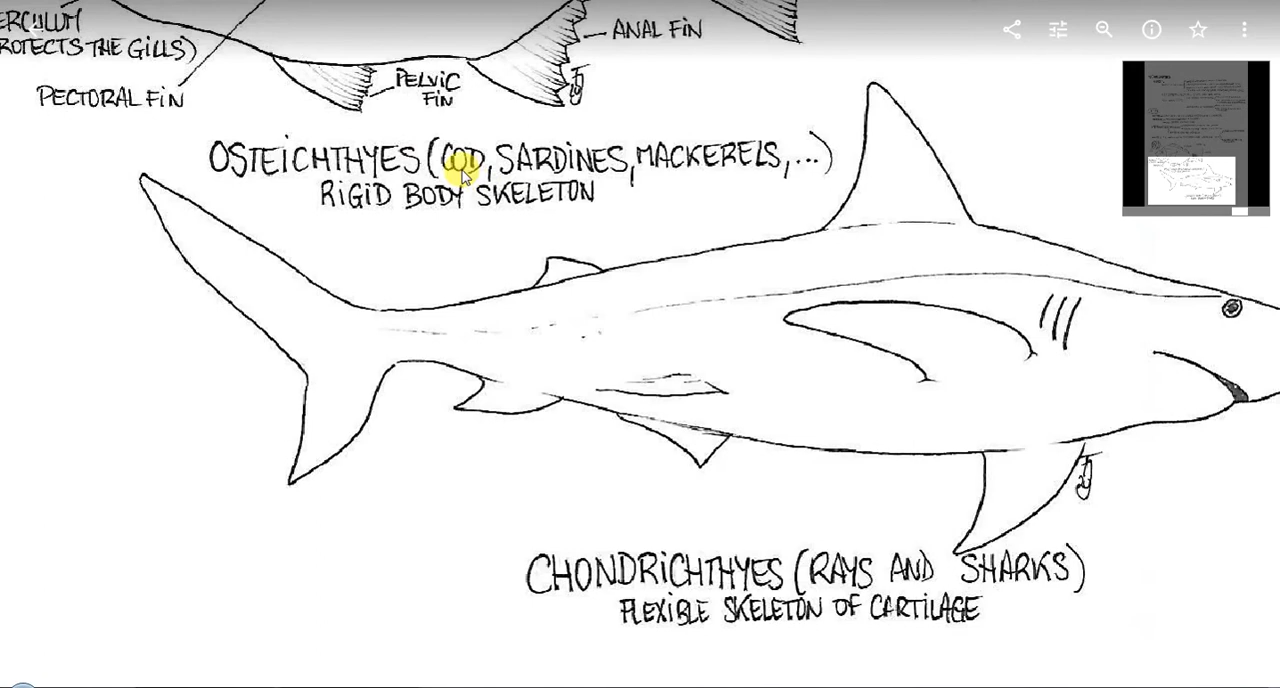 ERCULUM
ROTECTS THE GILLS)
PECTORAL FIN
PELVIC
FIN
ANAL FIN
OSTEICHTHYES (COD, SARDINES, MACKERELS, ...)
RIGID BODY SKELETON
CHONDRICHTHYES (RAYS AND SHARKS)
FLEXIBLE SKELETON OF CARTILAGE